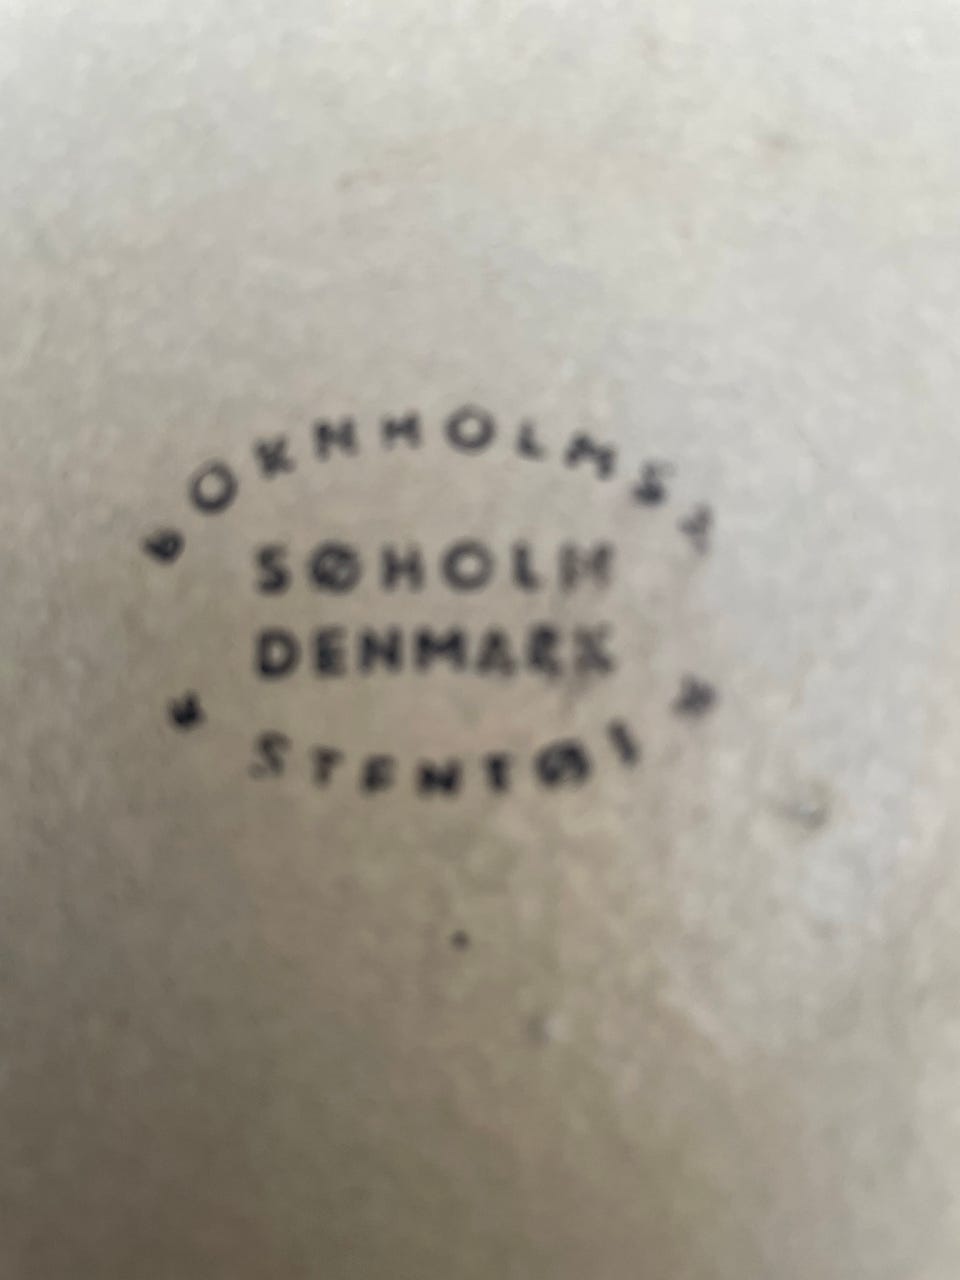 BORNHOLMSK
SØHOLM
DENMARK
* STENTØJ *